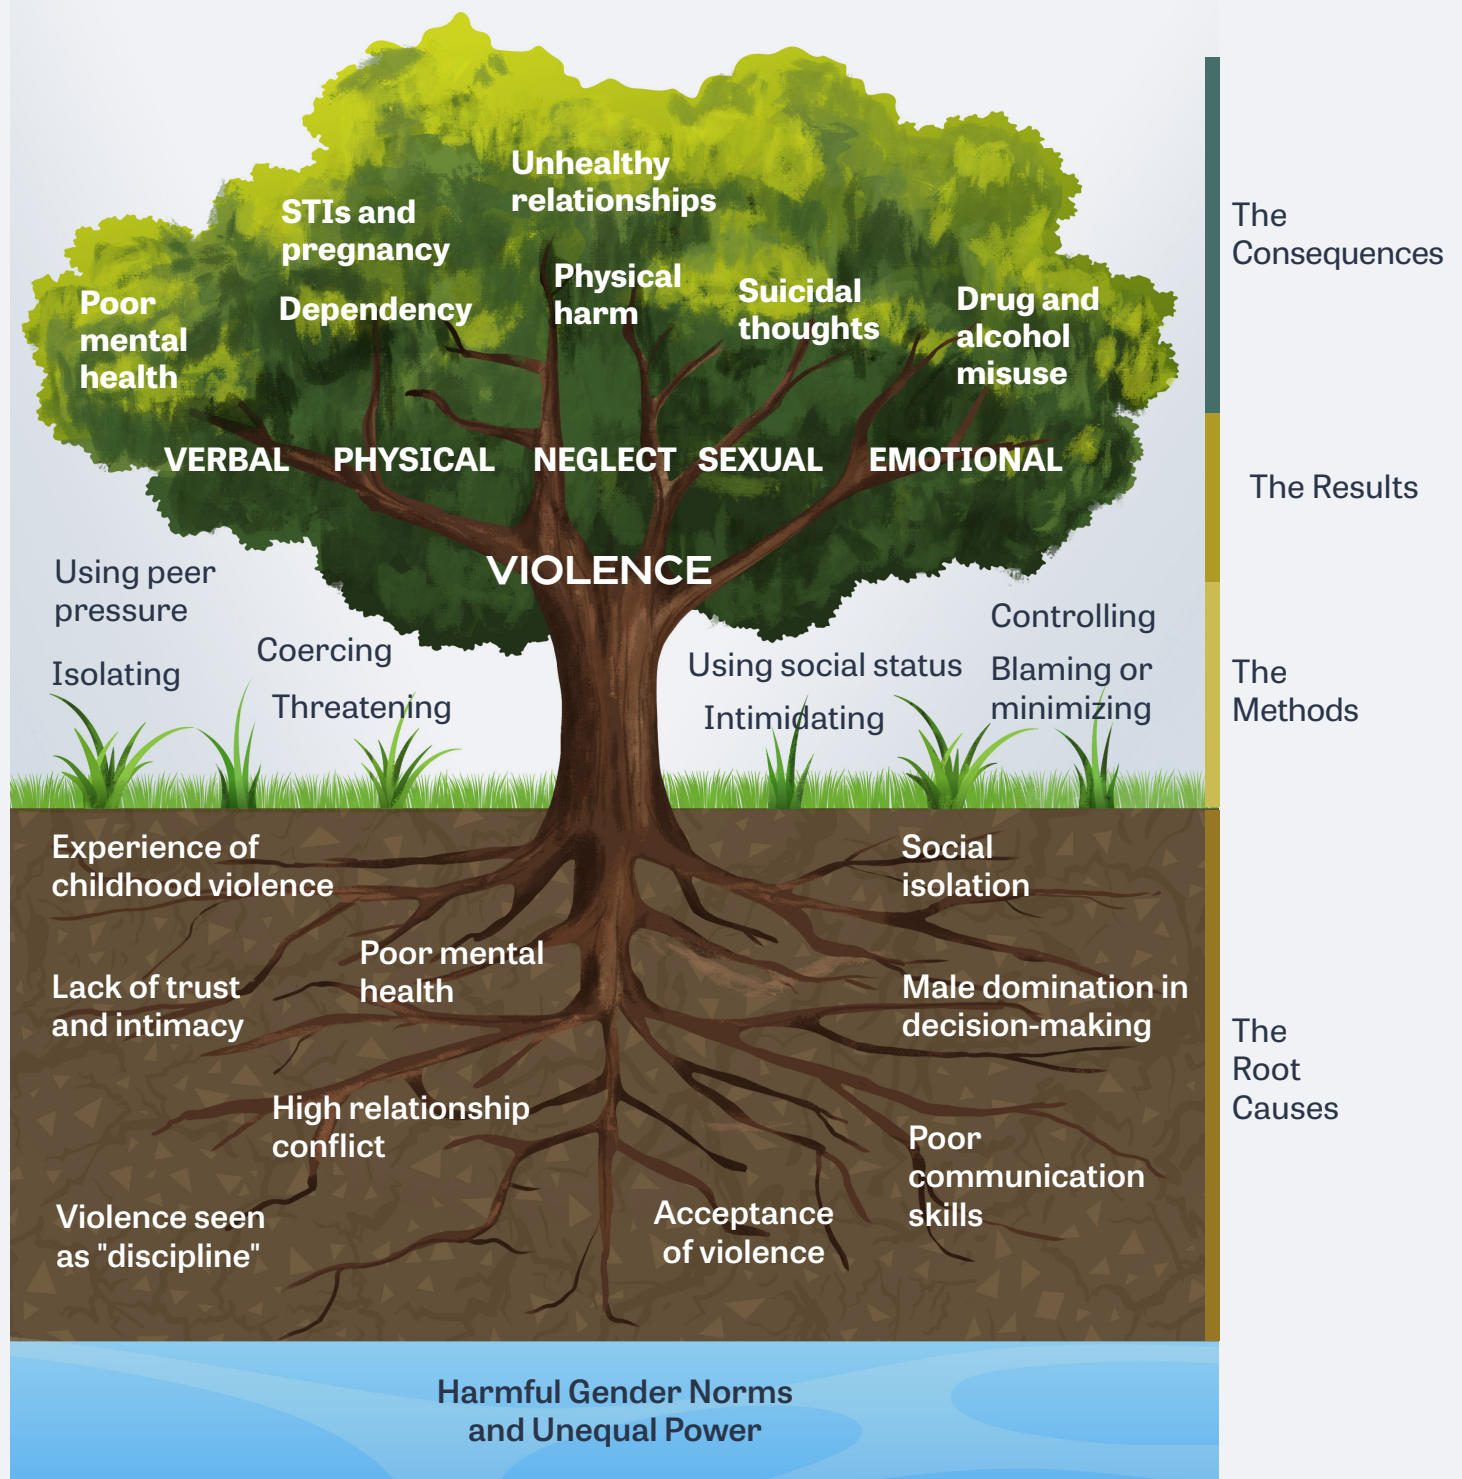 Unhealthy
relationships
STIs and
pregnancy
Physical
harm
Suicidal
thoughts
Drug and
alcohol
misuse
Poor
mental
health
Dependency
The
Consequences
VERBAL
PHYSICAL
NEGLECT
SEXUAL
EMOTIONAL
The Results
VIOLENCE
Using peer
pressure
Isolating
Coercing
Threatening
Using social status
Intimidating
Controlling
Blaming or
minimizing
The
Methods
Experience of
childhood violence
Social
isolation
Poor mental
health
Lack of trust
and intimacy
Male domination in
decision-making
The
Root
Causes
High relationship
conflict
Poor
communication
skills
Violence seen
as "discipline"
Acceptance
of violence
Harmful Gender Norms
and Unequal Power